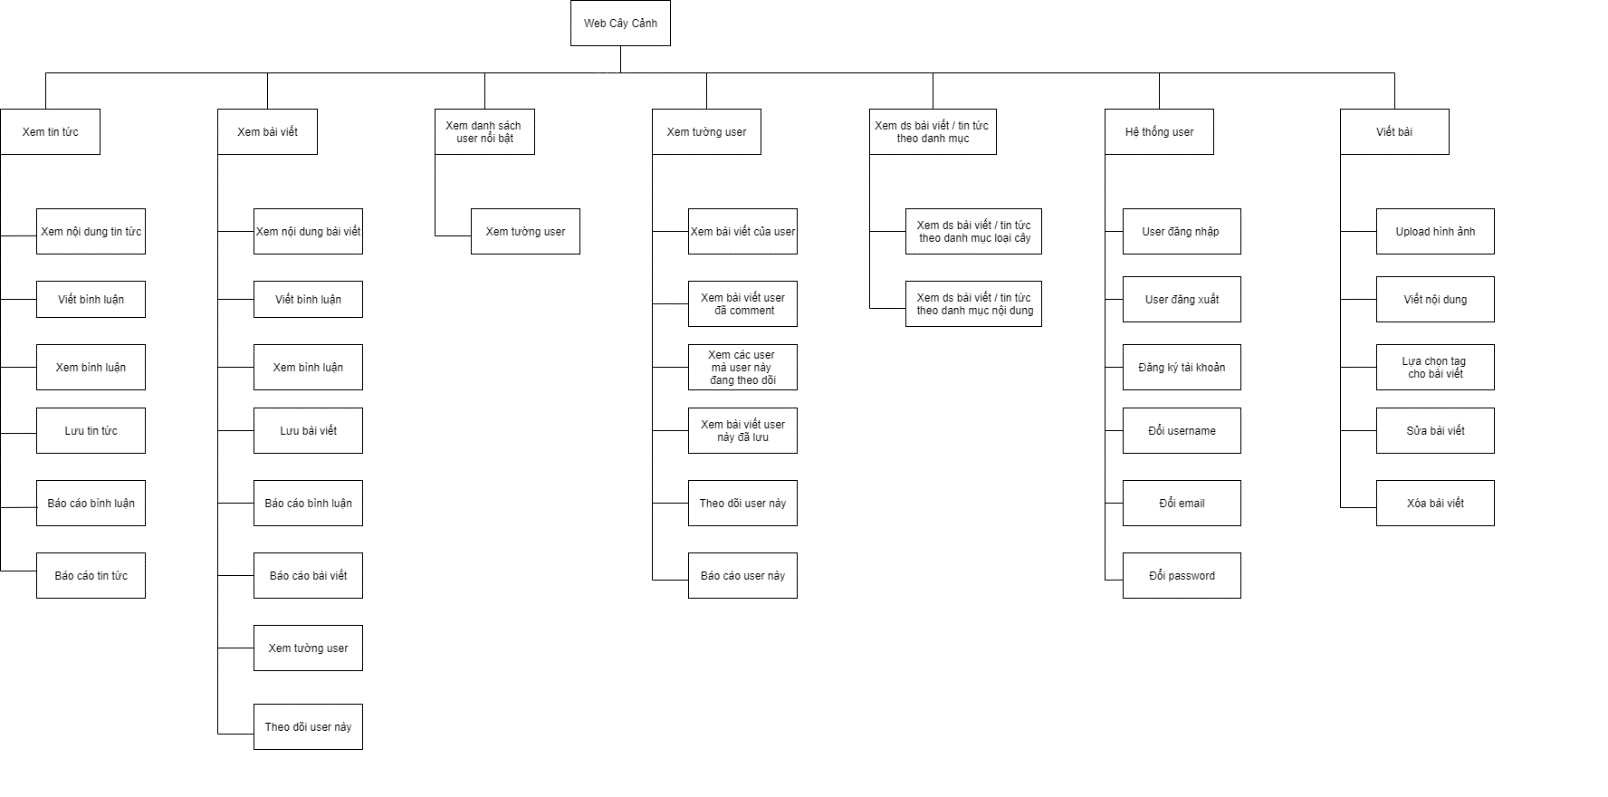 Web Cây Cảnh
Xem tin tức
Xem bài viết
Xem danh sách
user nổi bật
Xem tường user
Xem ds bài viết / tin tức
theo danh mục
Hệ thống user
Viết bài
Xem nội dung tin tức
Viết bình luận
Xem bình luận
Lưu tin tức
Báo cáo bình luận
Báo cáo tin tức
Xem nội dung bài viết
Viết bình luận
Xem bình luận
Lưu bài viết
Báo cáo bình luận
Báo cáo bài viết
Xem tường user
Theo dõi user này
Xem tường user
Xem bài viết của user
Xem bài viết user
đã comment
Xem các user
mà user này
đang theo dõi
Xem bài viết user
này đã lưu
Theo dõi user này
Báo cáo user này
Xem ds bài viết / tin tức
theo danh mục loại cây
Xem ds bài viết / tin tức
theo danh mục nội dung
User đăng nhập
User đăng xuất
Đăng ký tài khoản
Đổi username
Đổi email
Đổi password
Upload hình ảnh
Viết nội dung
Lựa chọn tag
cho bài viết
Sửa bài viết
Xóa bài viết